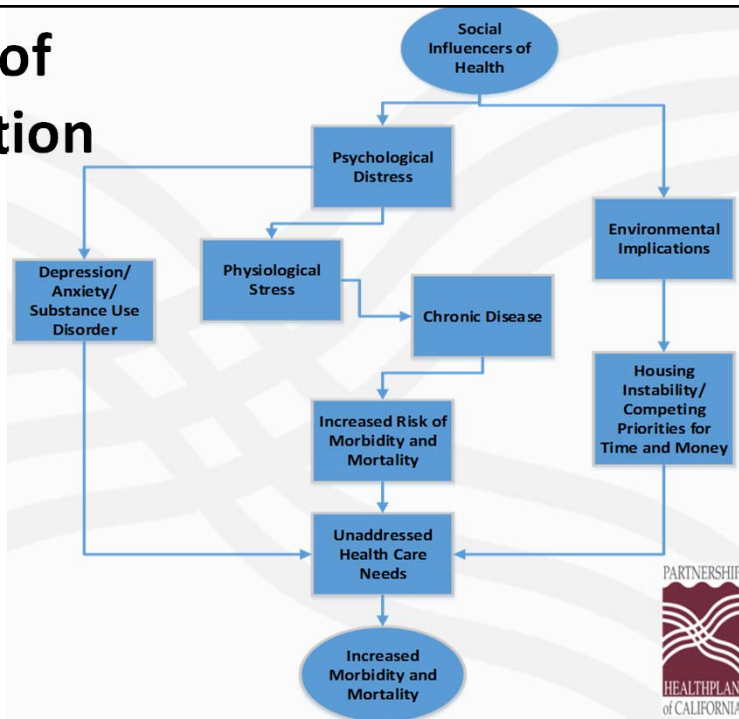 of
tion
Social
Influencers of
Health
Psychological
Distress
Environmental
Implications
Depression/
Anxiety/
Substance Use
Disorder
Physiological
Stress
Chronic Disease
Housing
Instability/
Competing
Priorities for
Time and Money
Increased Risk of
Morbidity and
Mortality
Unaddressed
Health Care
Needs
Increased
Morbidity and
Mortality
PARTNERSHIP
HEALTHPLAN
of CALIFORNIA